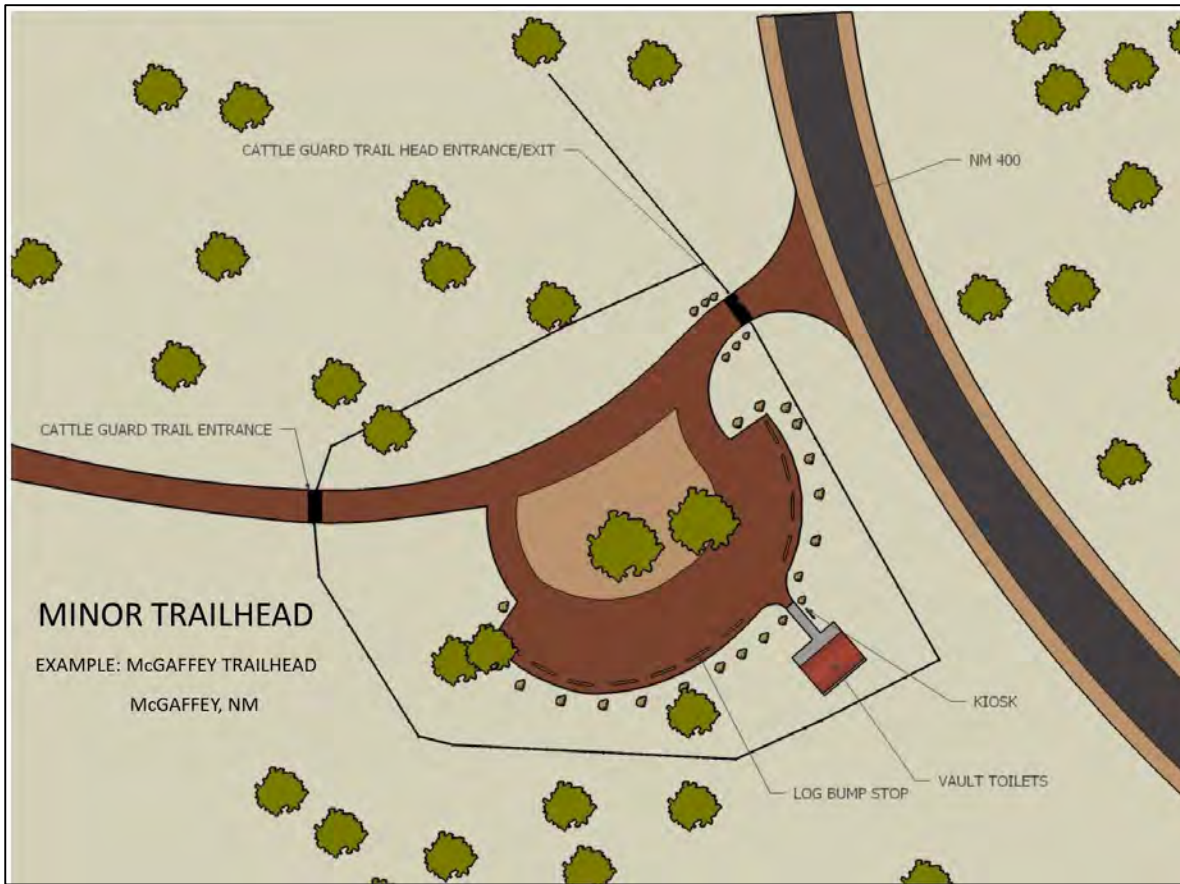 CATTLE GUARD TRAIL HEAD ENTRANCE/EXIT
NM 400
CATTLE GUARD TRAIL ENTRANCE
MINOR TRAILHEAD
EXAMPLE: McGAFFEY TRAILHEAD
McGAFFEY, NM
KIOSK
VAULT TOILETS
LOG BUMP STOP